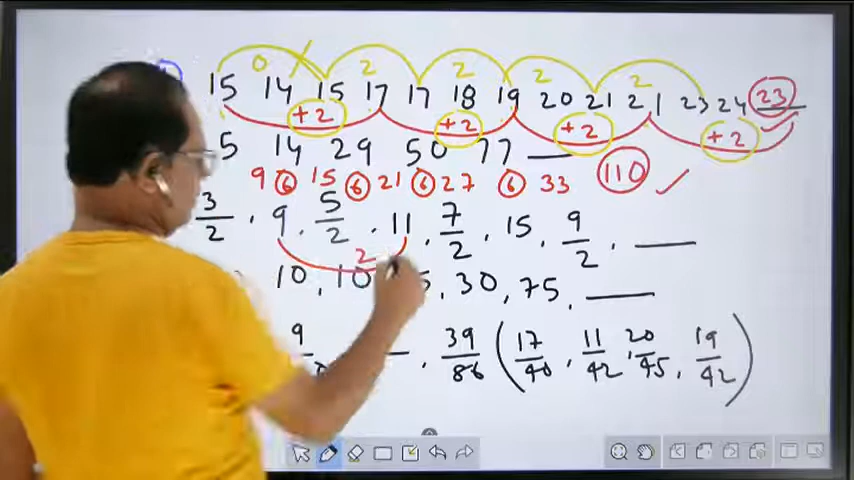 0 2 2 2 2
15 14 15 17 17 18 19 20 21 21 23 24 23
+2 +2 +2 +2
5 14 29 50 77 ___ 110
9 6 15 6 21 6 27 6 33
3/2, 9, 5/2, 11, 7/2, 15, 9/2, ___
2
10, 10, 5, 30, 75, ___
9 , 39/86 (17/40, 11/42, 20/45, 19/42)